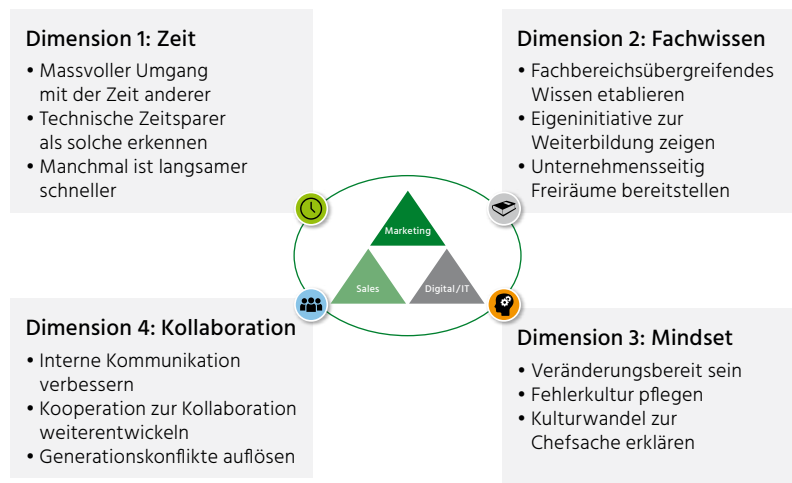 Dimension 1: Zeit
• Massvoller Umgang
mit der Zeit anderer
• Technische Zeitsparer
als solche erkennen
• Manchmal ist langsamer
schneller
Dimension 2: Fachwissen
• Fachbereichsübergreifendes
Wissen etablieren
• Eigeninitiative zur
Weiterbildung zeigen
• Unternehmensseitig
Freiräume bereitstellen
Marketing
Sales
Digital/IT
Dimension 4: Kollaboration
• Interne Kommunikation
verbessern
• Kooperation zur Kollaboration
weiterentwickeln
• Generationskonflikte auflösen
Dimension 3: Mindset
• Veränderungsbereit sein
• Fehlerkultur pflegen
• Kulturwandel zur
Chefsache erklären